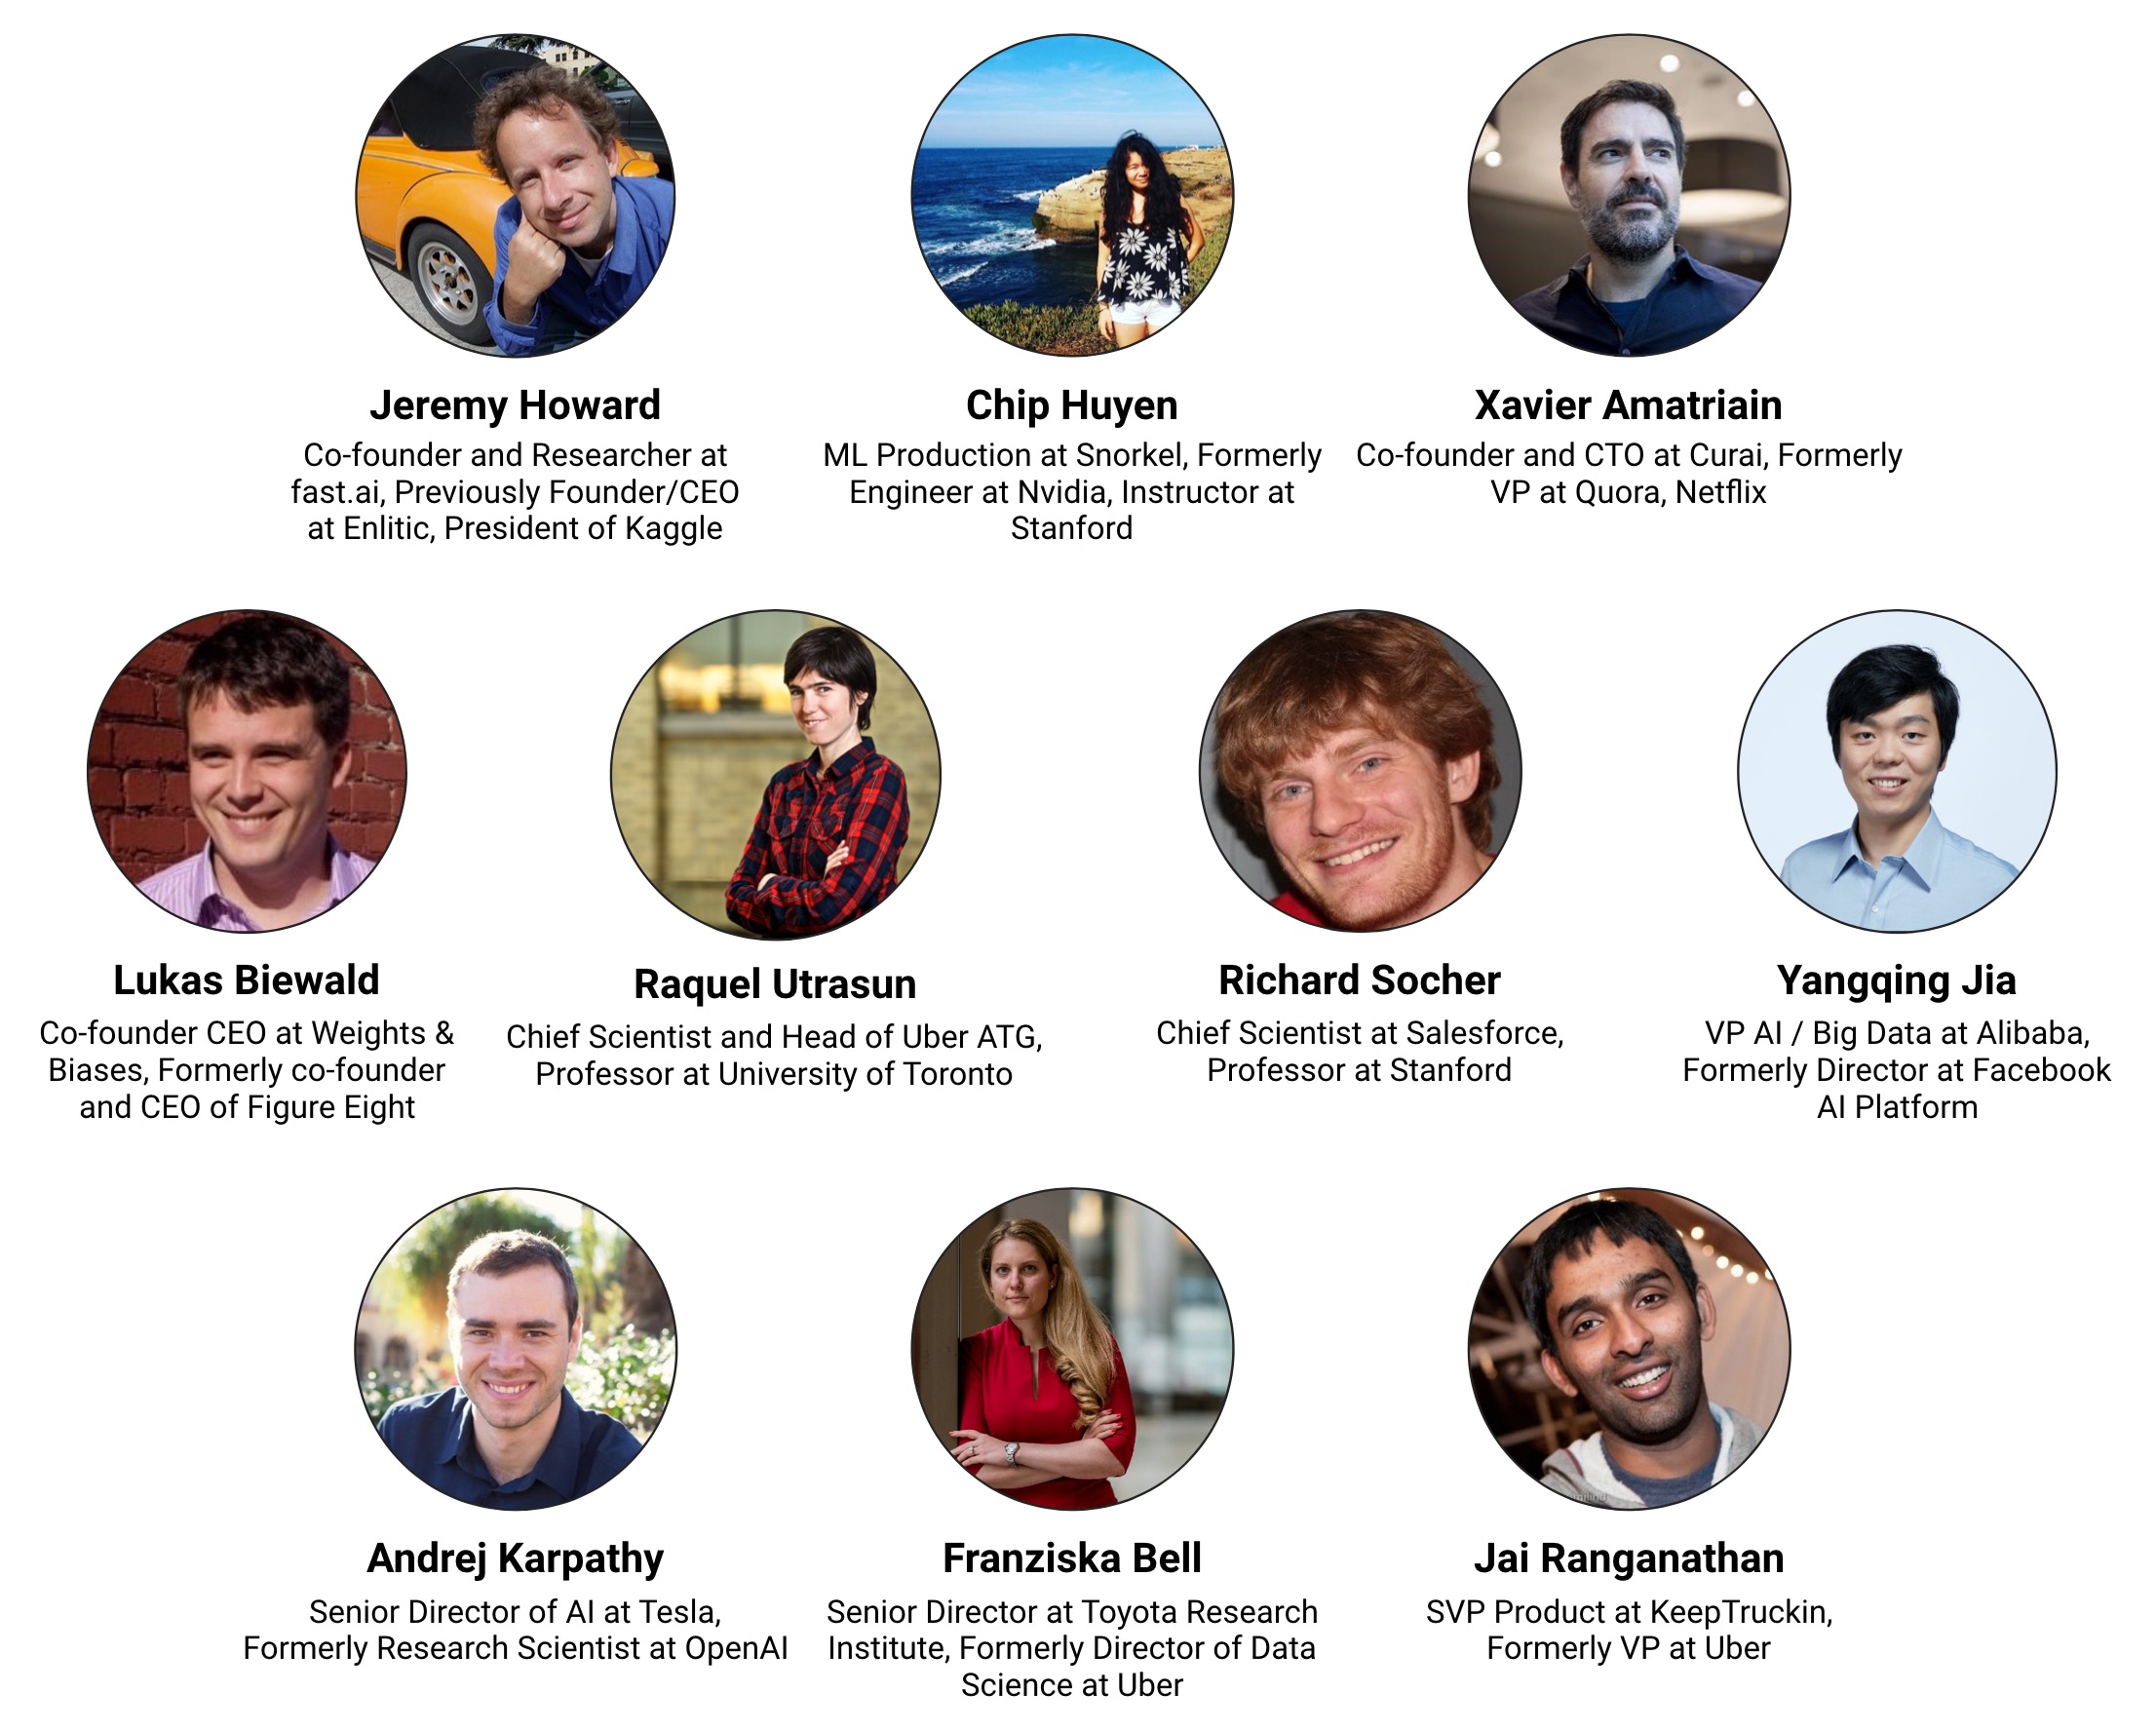 Jeremy Howard
Co-founder and Researcher at
fast.ai, Previously Founder/CEO
at Enlitic, President of Kaggle
Chip Huyen
ML Production at Snorkel, Formerly
Engineer at Nvidia, Instructor at
Stanford
Xavier Amatriain
Co-founder and CTO at Curai, Formerly
VP at Quora, Netflix
Lukas Biewald
Co-founder CEO at Weights &
Biases, Formerly co-founder
and CEO of Figure Eight
Raquel Utrasun
Chief Scientist and Head of Uber ATG,
Professor at University of Toronto
Richard Socher
Chief Scientist at Salesforce,
Professor at Stanford
Yangqing Jia
VP AI / Big Data at Alibaba,
Formerly Director at Facebook
AI Platform
Andrej Karpathy
Senior Director of AI at Tesla,
Formerly Research Scientist at OpenAI
Franziska Bell
Senior Director at Toyota Research
Institute, Formerly Director of Data
Science at Uber
Jai Ranganathan
SVP Product at KeepTruckin,
Formerly VP at Uber